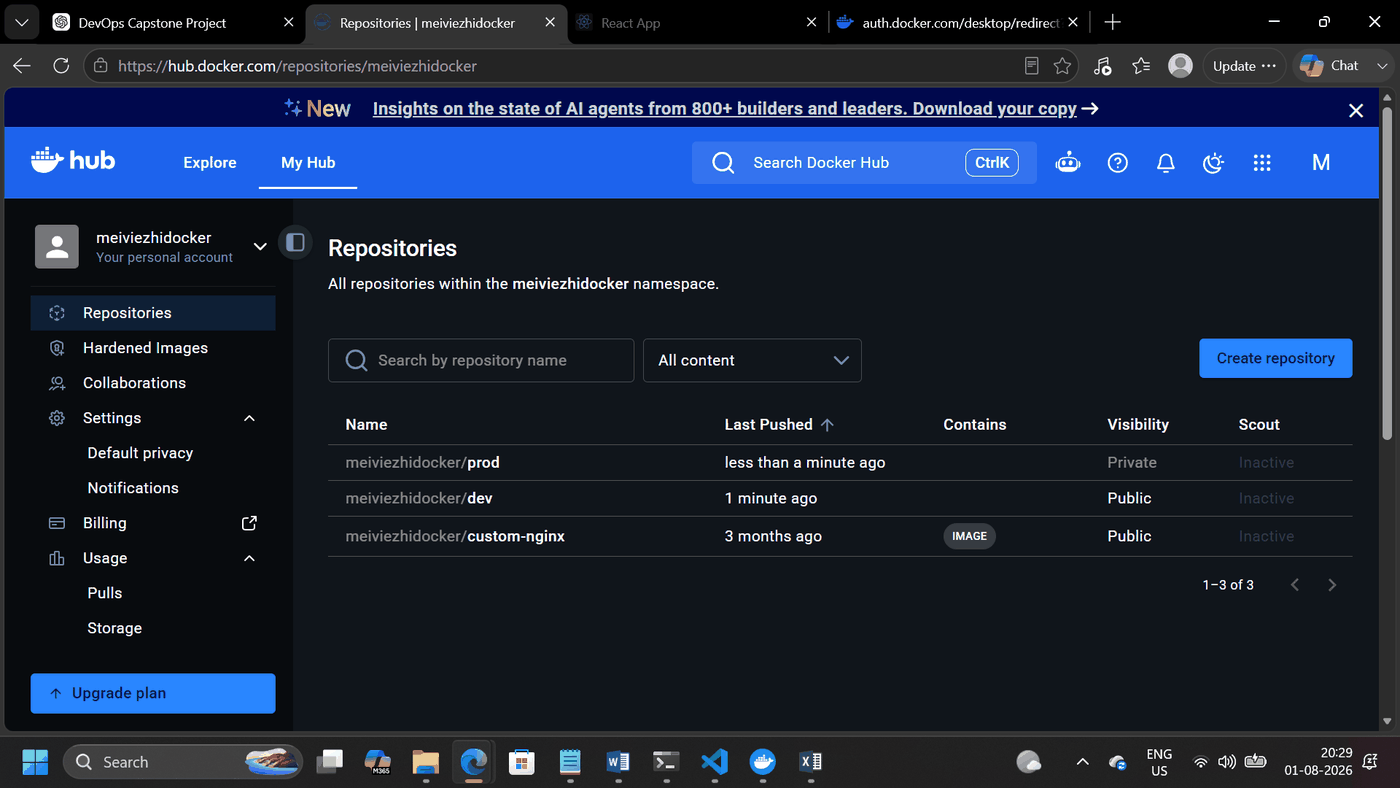 DevOps Capstone Project
Repositories | meiviezhidocker
React App
auth.docker.com/desktop/redirect
https://hub.docker.com/repositories/meiviezhidocker
Update
Chat
New Insights on the state of AI agents from 800+ builders and leaders. Download your copy →
hub
Explore
My Hub
Search Docker Hub
CtrlK
M
meiviezhidocker
Your personal account
Repositories
Hardened Images
Collaborations
Settings
Default privacy
Notifications
Billing
Usage
Pulls
Storage
Upgrade plan
Repositories
All repositories within the meiviezhidocker namespace.
Search by repository name
All content
Create repository
Name Last Pushed Contains Visibility Scout
meiviezhidocker/prod less than a minute ago Private Inactive
meiviezhidocker/dev 1 minute ago Public Inactive
meiviezhidocker/custom-nginx 3 months ago IMAGE Public Inactive
1–3 of 3
Search
M365
ENG
US
20:29
01-08-2026